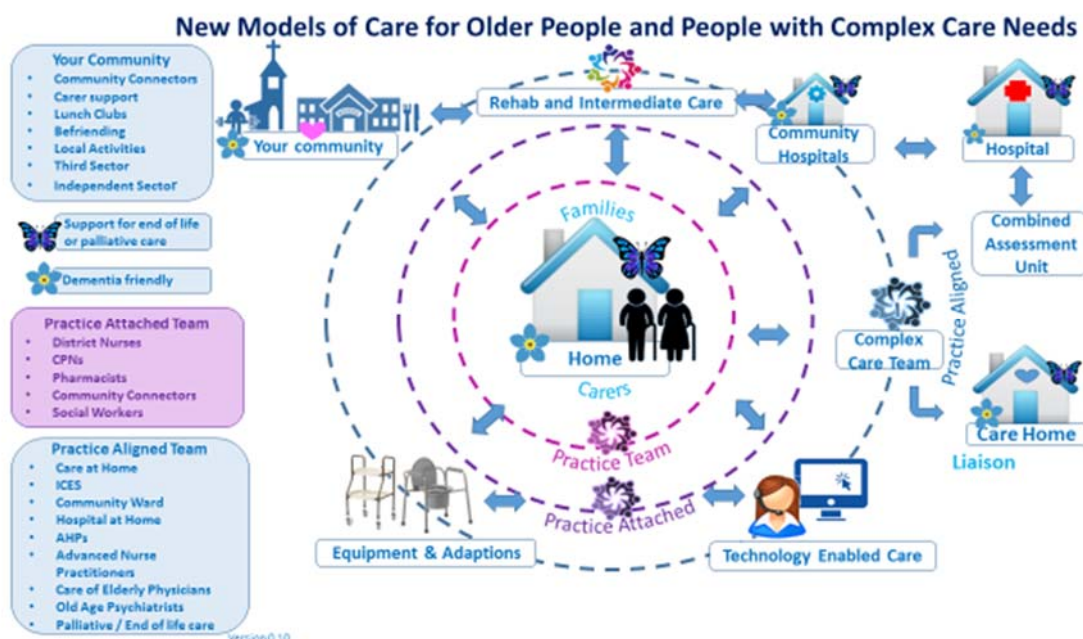 New Models of Care for Older People and People with Complex Care Needs
Your Community
• Community Connectors
• Carer support
• Lunch Clubs
• Befriending
• Local Activities
• Third Sector
• Independent Sector
Support for end of life
or palliative care
Dementia friendly
Practice Attached Team
• District Nurses
• CPNs
• Pharmacists
• Community Connectors
• Social Workers
Practice Aligned Team
• Care at Home
• ICES
• Community Ward
• Hospital at Home
• AHPs
• Advanced Nurse
Practitioners
• Care of Elderly Physicians
• Old Age Psychiatrists
• Palliative / End of life care
Version 0.10
Your community
Rehab and Intermediate Care
Community
Hospitals
Hospital
Combined
Assessment
Unit
Families
Home
Carers
Practice Team
Practice Attached
Complex
Care Team
Practice Aligned
Care Home
Liaison
Equipment & Adaptions
Technology Enabled Care